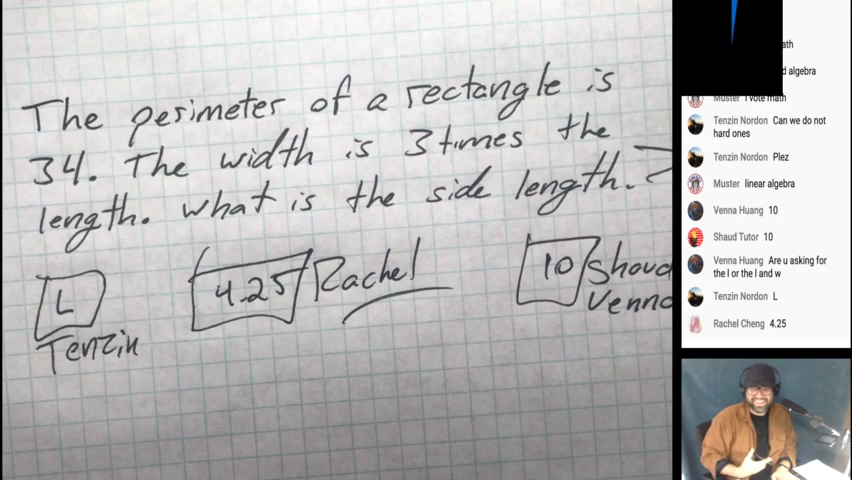 The perimeter of a rectangle is
34. The width is 3 times the
length. What is the side length.
L
Tenzin
4.25 Rachel
10 Shaud
Venna
ath
d algebra
Muster I vote math
Tenzin Nordon Can we do not
hard ones
Tenzin Nordon Plez
Muster linear algebra
Venna Huang 10
Shaud Tutor 10
Venna Huang Are u asking for
the l or the l and w
Tenzin Nordon L
Rachel Cheng 4.25